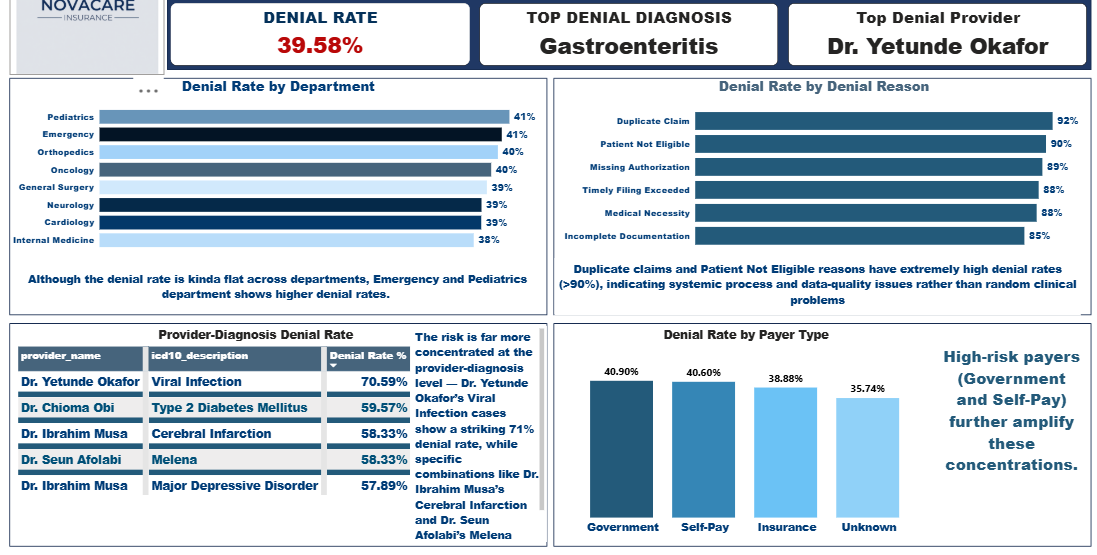 NOVACARE
INSURANCE
DENIAL RATE
39.58%
TOP DENIAL DIAGNOSIS
Gastroenteritis
Top Denial Provider
Dr. Yetunde Okafor
...
Denial Rate by Department
Pediatrics 41%
Emergency 41%
Orthopedics 40%
Oncology 40%
General Surgery 39%
Neurology 39%
Cardiology 39%
Internal Medicine 38%
Although the denial rate is kinda flat across departments, Emergency and Pediatrics
department shows higher denial rates.
Denial Rate by Denial Reason
Duplicate Claim 92%
Patient Not Eligible 90%
Missing Authorization 89%
Timely Filing Exceeded 88%
Medical Necessity 88%
Incomplete Documentation 85%
Duplicate claims and Patient Not Eligible reasons have extremely high denial rates
(>90%), indicating systemic process and data-quality issues rather than random clinical
problems
Provider-Diagnosis Denial Rate
provider_name icd10_description Denial Rate %
Dr. Yetunde Okafor Viral Infection 70.59%
Dr. Chioma Obi Type 2 Diabetes Mellitus 59.57%
Dr. Ibrahim Musa Cerebral Infarction 58.33%
Dr. Seun Afolabi Melena 58.33%
Dr. Ibrahim Musa Major Depressive Disorder 57.89%
The risk is far more
concentrated at the
provider-diagnosis
level — Dr. Yetunde
Okafor's Viral
Infection cases
show a striking 71%
denial rate, while
specific
combinations like Dr.
Ibrahim Musa's
Cerebral Infarction
and Dr. Seun
Afolabi's Melena
Denial Rate by Payer Type
40.90%
40.60%
38.88%
35.74%
Government
Self-Pay
Insurance
Unknown
High-risk payers
(Government
and Self-Pay)
further amplify
these
concentrations.